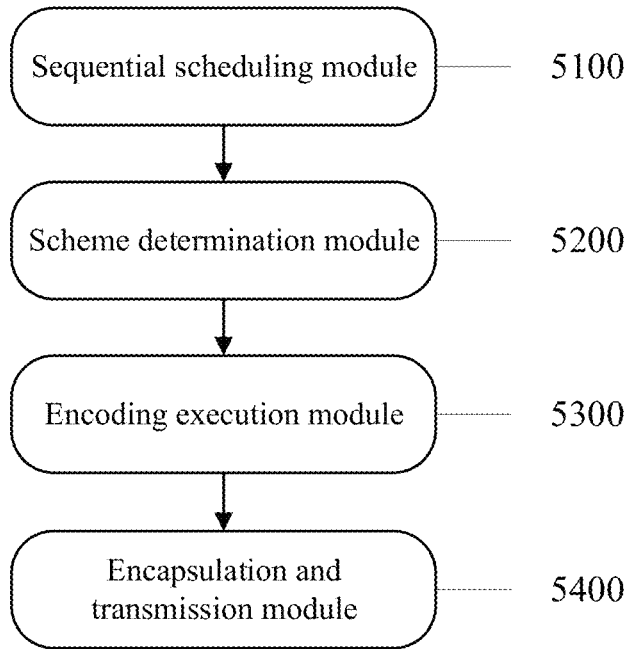 Sequential scheduling module
5100
Scheme determination module
5200
Encoding execution module
5300
Encapsulation and
transmission module
5400